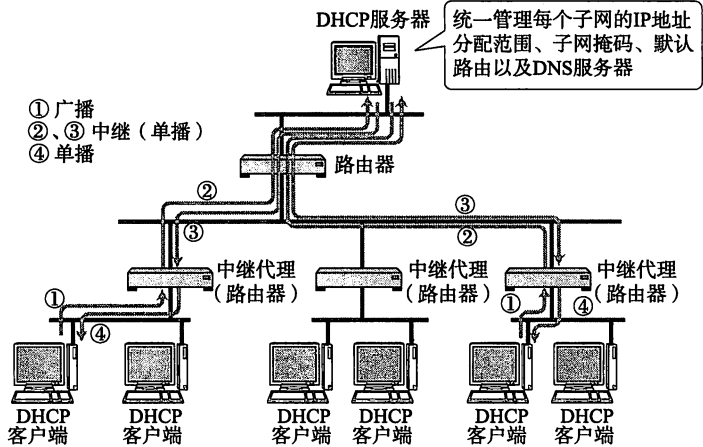 DHCP服务器
统一管理每个子网的IP地址
分配范围、子网掩码、默认
路由以及DNS服务器
①广播
②、③中继（单播）
④单播
路由器
②
③
③
②
中继代理
（路由器）
中继代理
（路由器）
中继代理
（路由器）
①
④
①
④
DHCP
客户端
DHCP
客户端
DHCP
客户端
DHCP
客户端
DHCP
客户端
DHCP
客户端